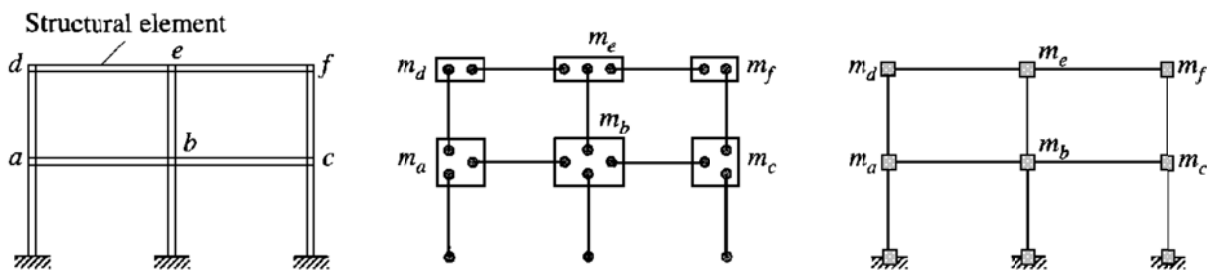 Structural element
d e f
a b c
m_d m_e m_f
m_a m_b m_c
m_d m_e m_f
m_a m_b m_c